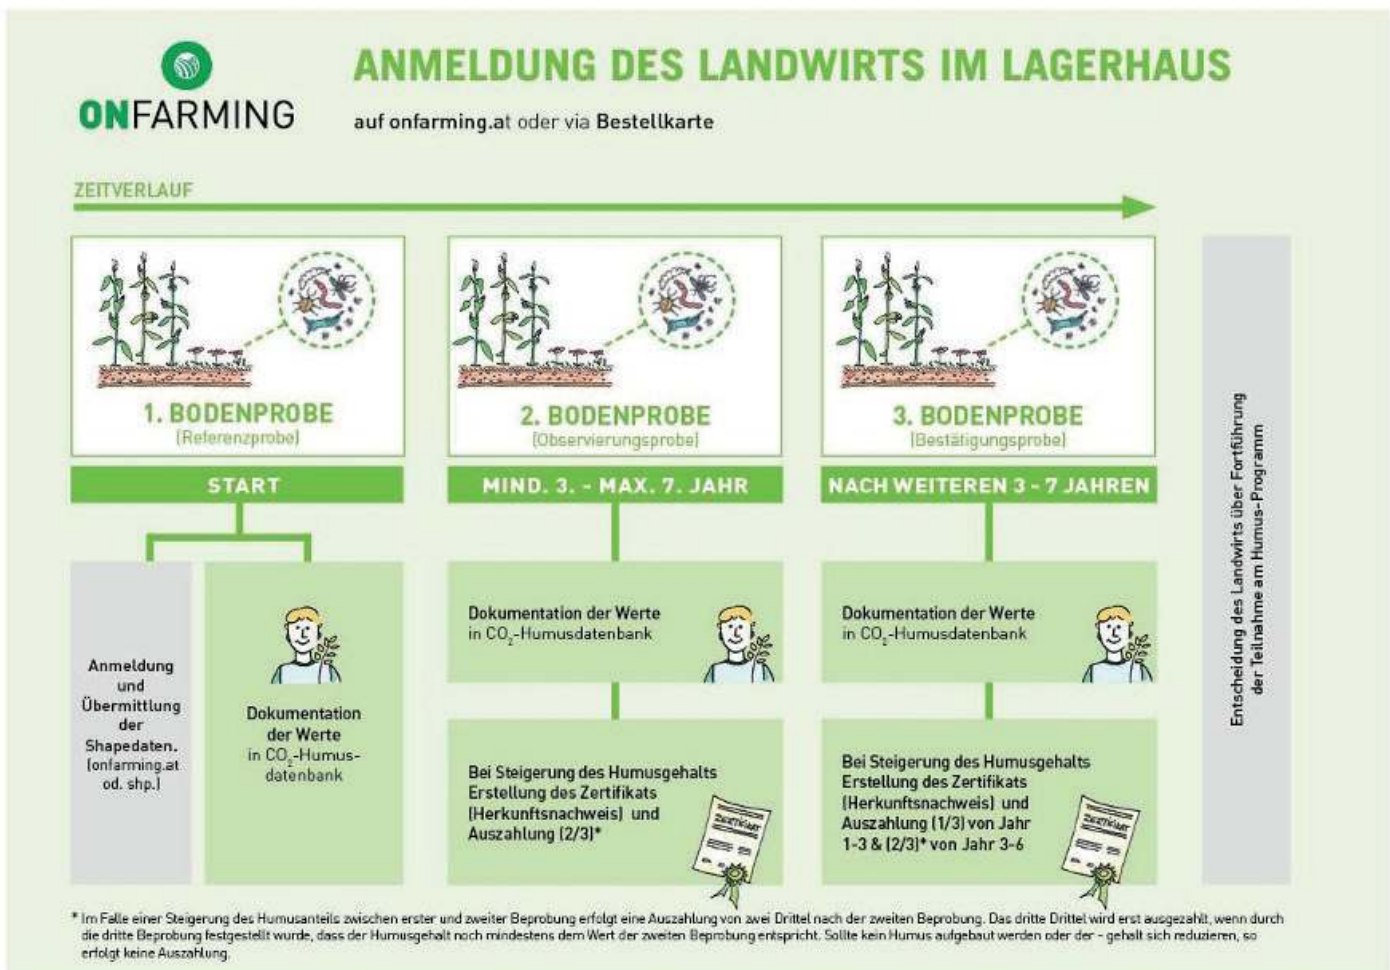 ONFARMING
ANMELDUNG DES LANDWIRTS IM LAGERHAUS
auf onfarming.at oder via Bestellkarte
ZEITVERLAUF
1. BODENPROBE
(Referenzprobe)
START
Anmeldung
und
Übermittlung
der
Shapedaten.
(onfarming.at
od. shp.)
Dokumentation
der Werte
in CO₂-Humus-
datenbank
2. BODENPROBE
(Observierungsprobe)
MIND. 3. - MAX. 7. JAHR
Dokumentation der Werte
in CO₂-Humusdatenbank
Bei Steigerung des Humusgehalts
Erstellung des Zertifikats
(Herkunftsnachweis) und
Auszahlung (2/3)*
ZERTIFIKAT
3. BODENPROBE
(Bestätigungsprobe)
NACH WEITEREN 3 - 7 JAHREN
Dokumentation der Werte
in CO₂-Humusdatenbank
Bei Steigerung des Humusgehalts
Erstellung des Zertifikats
(Herkunftsnachweis) und
Auszahlung (1/3) von Jahr
1-3 & (2/3)* von Jahr 3-6
ZERTIFIKAT
Entscheidung des Landwirts über Fortführung
der Teilnahme am Humus-Programm
* Im Falle einer Steigerung des Humusanteils zwischen erster und zweiter Beprobung erfolgt eine Auszahlung von zwei Drittel nach der zweiten Beprobung. Das dritte Drittel wird erst ausgezahlt, wenn durch
die dritte Beprobung festgestellt wurde, dass der Humusgehalt noch mindestens dem Wert der zweiten Beprobung entspricht. Sollte kein Humus aufgebaut werden oder der - gehalt sich reduzieren, so
erfolgt keine Auszahlung.